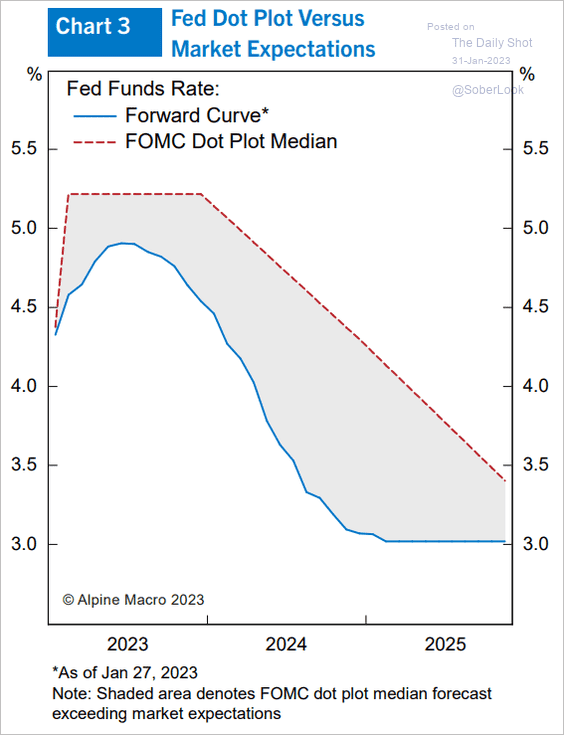 Chart 3
Fed Dot Plot Versus
Market Expectations
Posted on
The Daily Shot
31-Jan-2023
@SoberLook
% %
Fed Funds Rate:
Forward Curve*
FOMC Dot Plot Median
5.5 5.5
5.0 5.0
4.5 4.5
4.0 4.0
3.5 3.5
3.0 3.0
© Alpine Macro 2023
2023 2024 2025
*As of Jan 27, 2023
Note: Shaded area denotes FOMC dot plot median forecast
exceeding market expectations